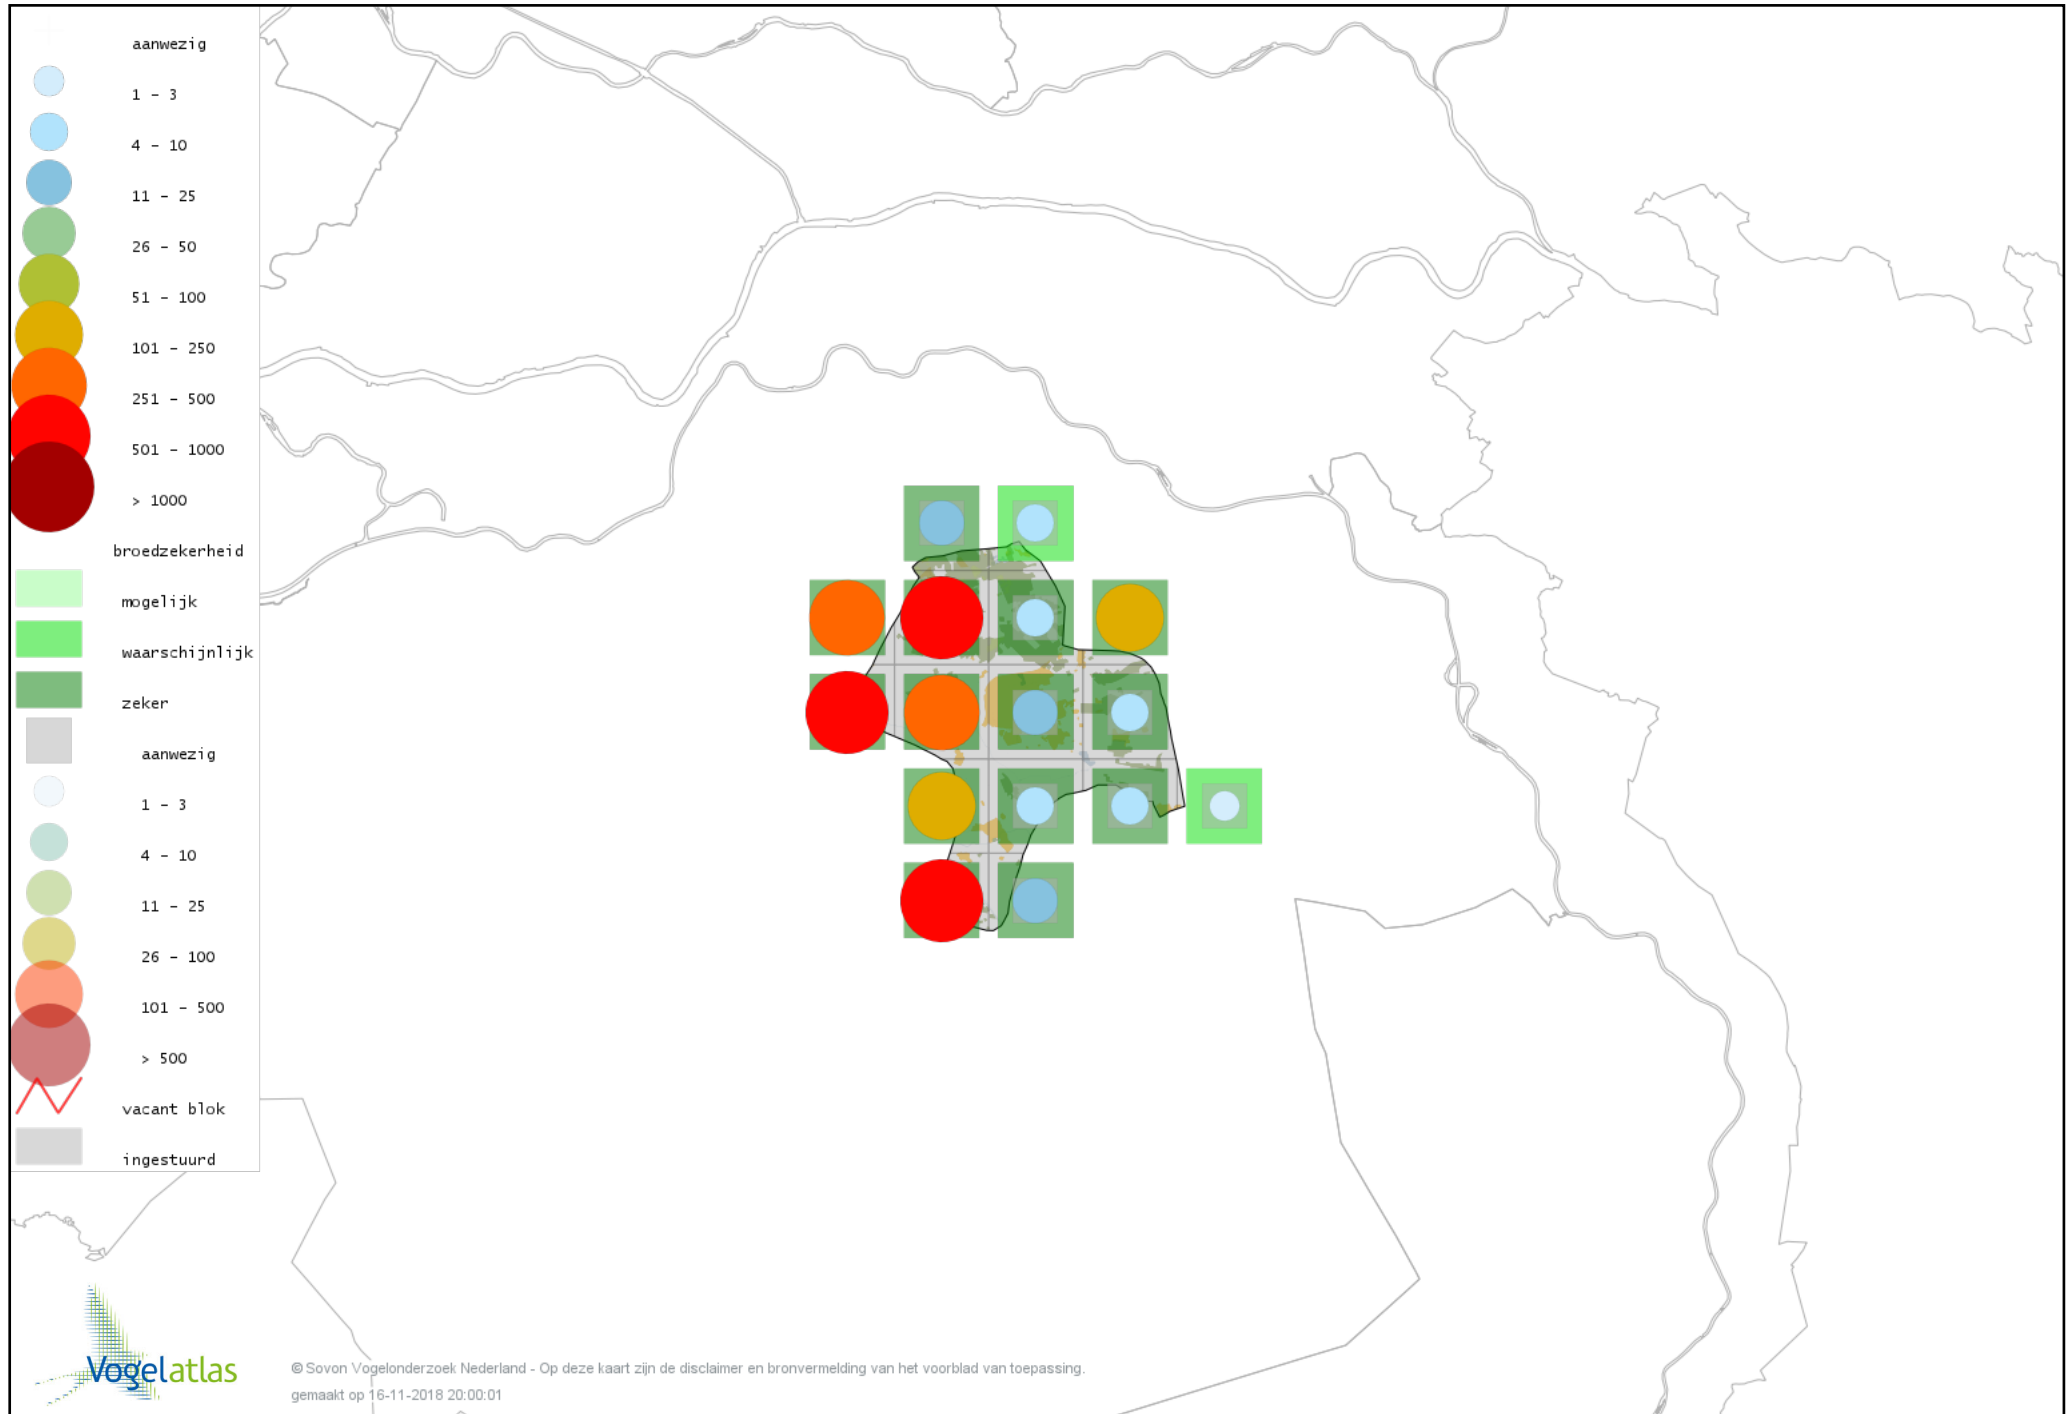 aanwezig
1 - 3
4 - 10
11 - 25
26 - 50
51 - 100
101 - 250
251 - 500
501 - 1000
> 1000
broedzekerheid
mogelijk
waarschijnlijk
zeker
aanwezig
1 - 3
4 - 10
11 - 25
26 - 100
101 - 500
> 500
vacant blok
ingestuurd
Vogelatlas
© Sovon Vogelonderzoek Nederland - Op deze kaart zijn de disclaimer en bronvermelding van het voorblad van toepassing.
gemaakt op 16-11-2018 20:00:01